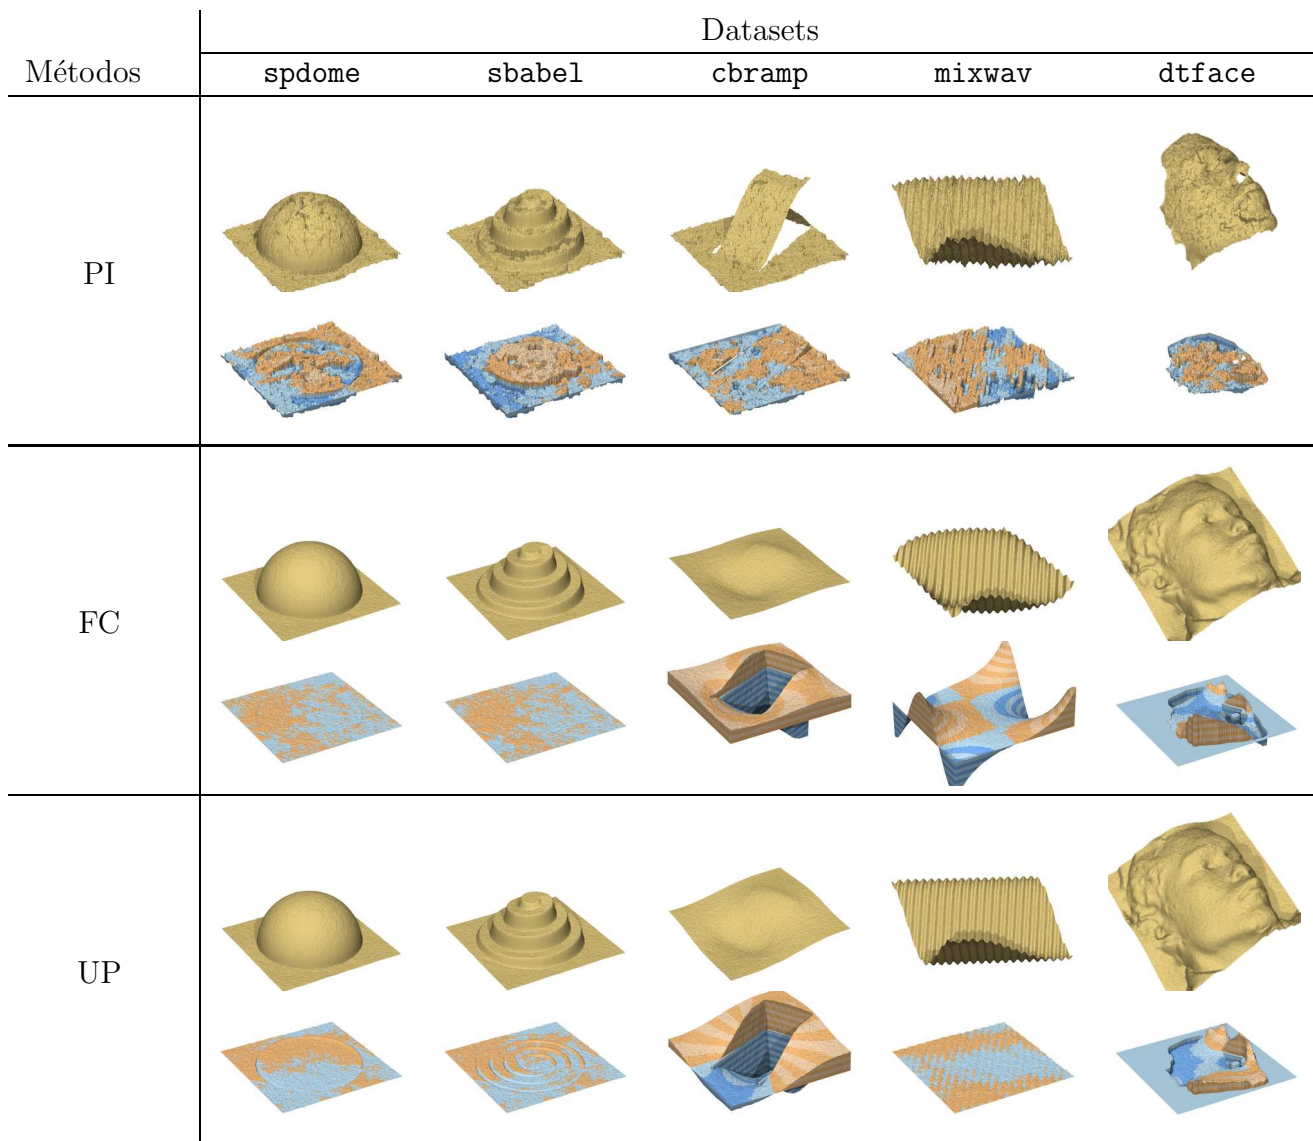 Datasets
Métodos
spdome sbabel cbramp mixwav dtface
PI
FC
UP